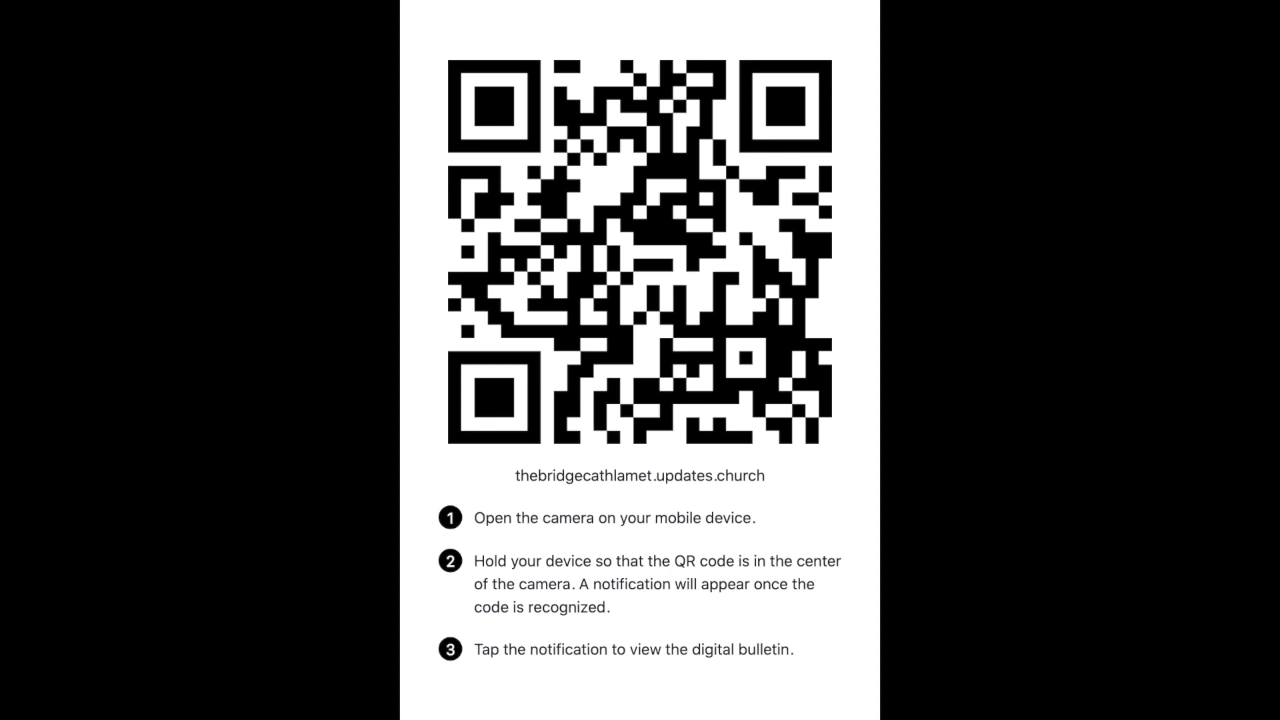 thebridgecathlamet.updates.church
1 Open the camera on your mobile device.
2 Hold your device so that the QR code is in the center
of the camera. A notification will appear once the
code is recognized.
3 Tap the notification to view the digital bulletin.